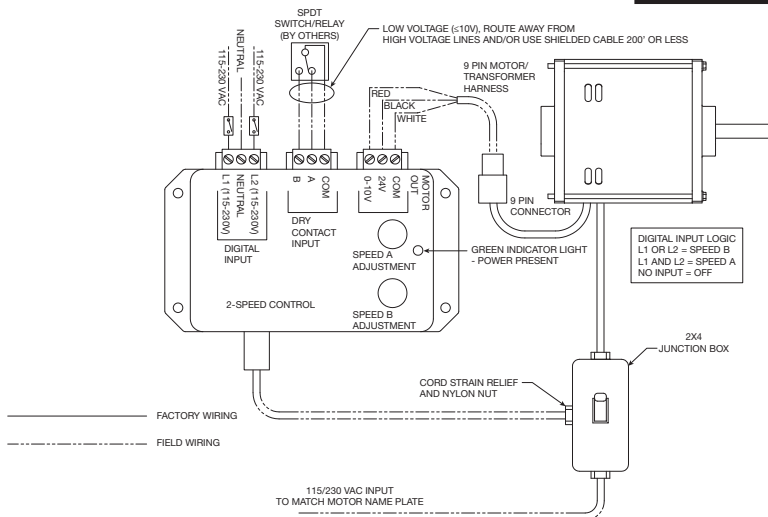 SPDT
SWITCH/RELAY
(BY OTHERS)
LOW VOLTAGE (≤10V), ROUTE AWAY FROM
HIGH VOLTAGE LINES AND/OR USE SHIELDED CABLE 200' OR LESS
115-230 VAC
NEUTRAL
115-230 VAC
RED
BLACK
WHITE
9 PIN MOTOR/
TRANSFORMER
HARNESS
L1 (115-230V)
NEUTRAL
L2 (115-230V)
DIGITAL
INPUT
B
A
COM
DRY
CONTACT
INPUT
0-10V
24V
COM
MOTOR
OUT
9 PIN
CONNECTOR
SPEED A
ADJUSTMENT
GREEN INDICATOR LIGHT
- POWER PRESENT
DIGITAL INPUT LOGIC
L1 OR L2 = SPEED B
L1 AND L2 = SPEED A
NO INPUT = OFF
2-SPEED CONTROL
SPEED B
ADJUSTMENT
2X4
JUNCTION BOX
CORD STRAIN RELIEF
AND NYLON NUT
FACTORY WIRING
FIELD WIRING
115/230 VAC INPUT
TO MATCH MOTOR NAME PLATE